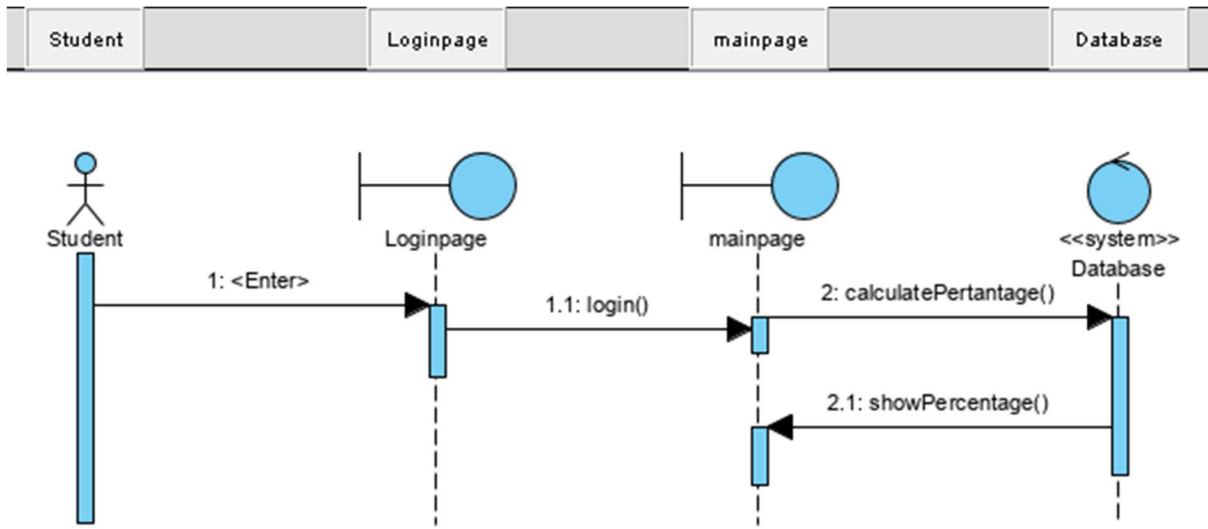 Student
Loginpage
mainpage
Database
Student
Loginpage
mainpage
<<system>>
Database
1: <Enter>
1.1: login()
2: calculatePertantage()
2.1: showPercentage()